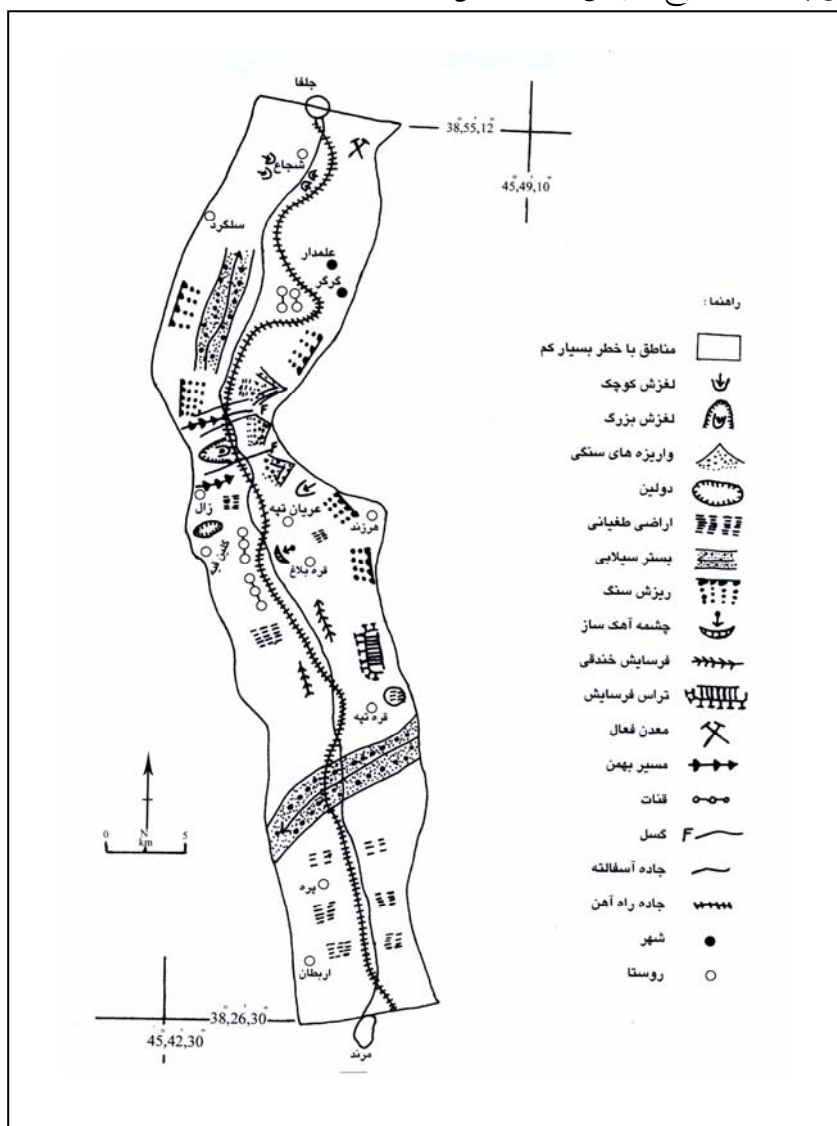 جلفا
38,55,12
45,49,10
شجاع
سلگرد
علمدار
گرگر
F
F
زال
عریان تپه
هرزند
قره بلاغ
قره تپه
N
0 5
km
پره
اربطان
38,26,30
45,42,30
مرند
راهنما :
مناطق با خطر بسیار کم
لغزش کوچک
لغزش بزرگ
واریزه های سنگی
دولین
اراضی طغیانی
بستر سیلابی
ریزش سنگ
چشمه آهک ساز
فرسایش خندقی
تراس فرسایش
معدن فعال
مسیر بهمن
قنات
گسل F
جاده آسفالته
جاده راه آهن
شهر
روستا